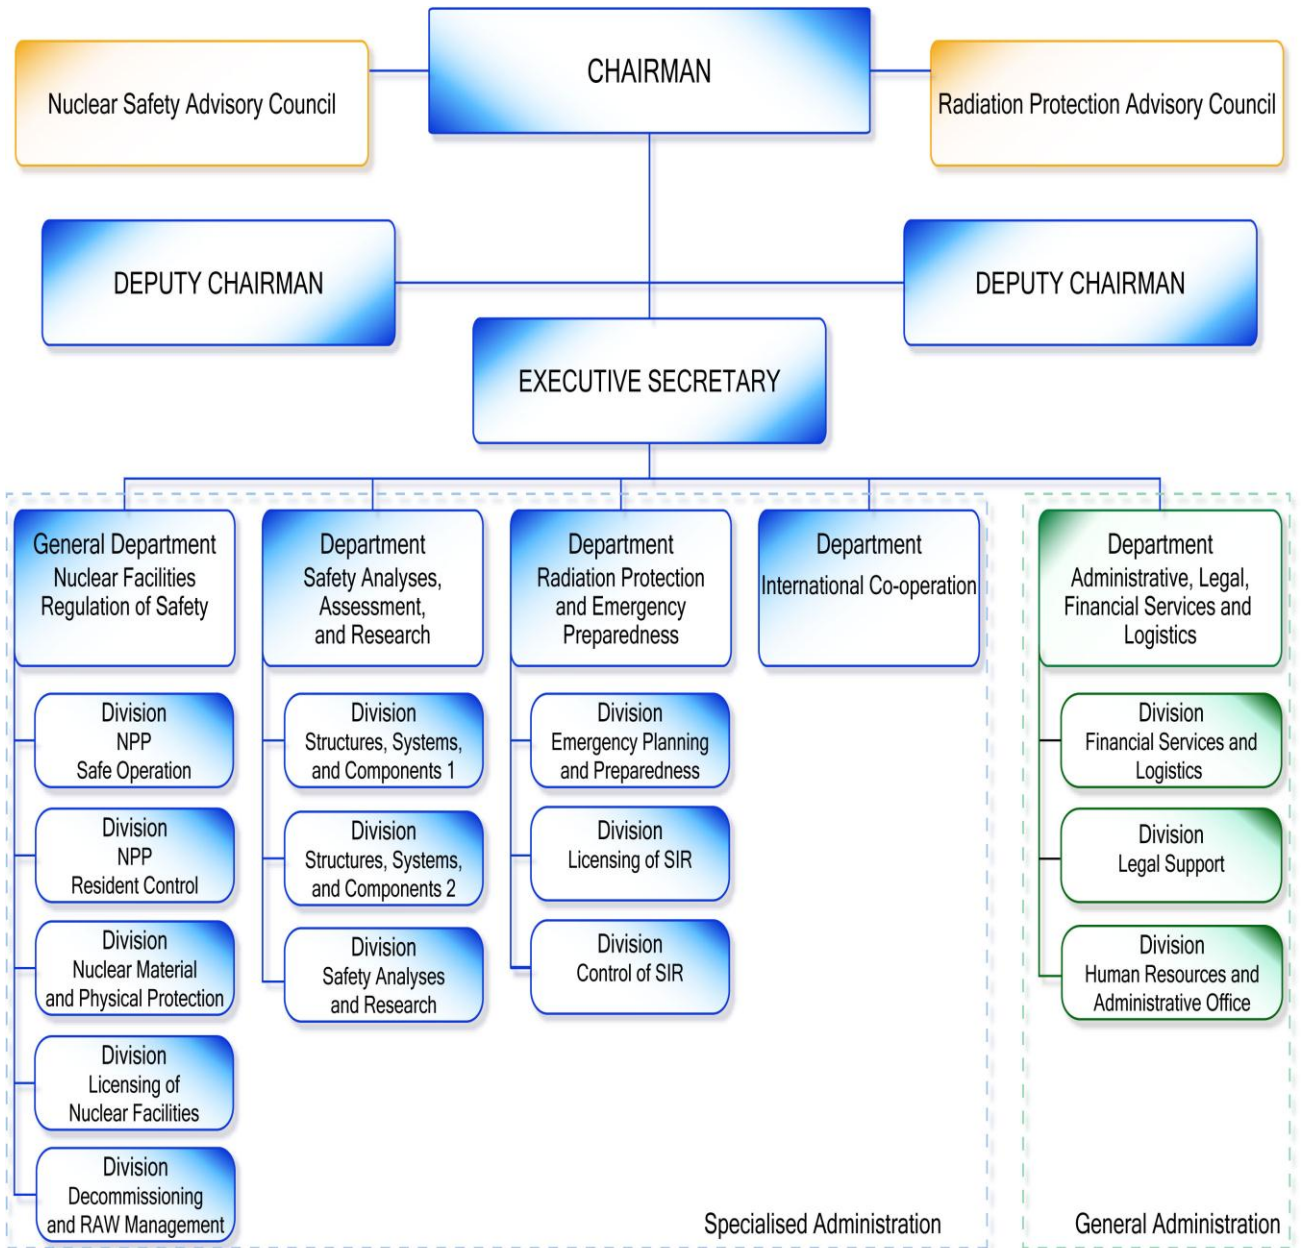 CHAIRMAN
Nuclear Safety Advisory Council
Radiation Protection Advisory Council
DEPUTY CHAIRMAN
DEPUTY CHAIRMAN
EXECUTIVE SECRETARY
General Department
Nuclear Facilities
Regulation of Safety
Division
NPP
Safe Operation
Division
NPP
Resident Control
Division
Nuclear Material
and Physical Protection
Division
Licensing of
Nuclear Facilities
Division
Decommissioning
and RAW Management
Department
Safety Analyses,
Assessment,
and Research
Division
Structures, Systems,
and Components 1
Division
Structures, Systems,
and Components 2
Division
Safety Analyses
and Research
Department
Radiation Protection
and Emergency
Preparedness
Division
Emergency Planning
and Preparedness
Division
Licensing of SIR
Division
Control of SIR
Department
International Co-operation
Specialised Administration
Department
Administrative, Legal,
Financial Services and
Logistics
Division
Financial Services and
Logistics
Division
Legal Support
Division
Human Resources and
Administrative Office
General Administration